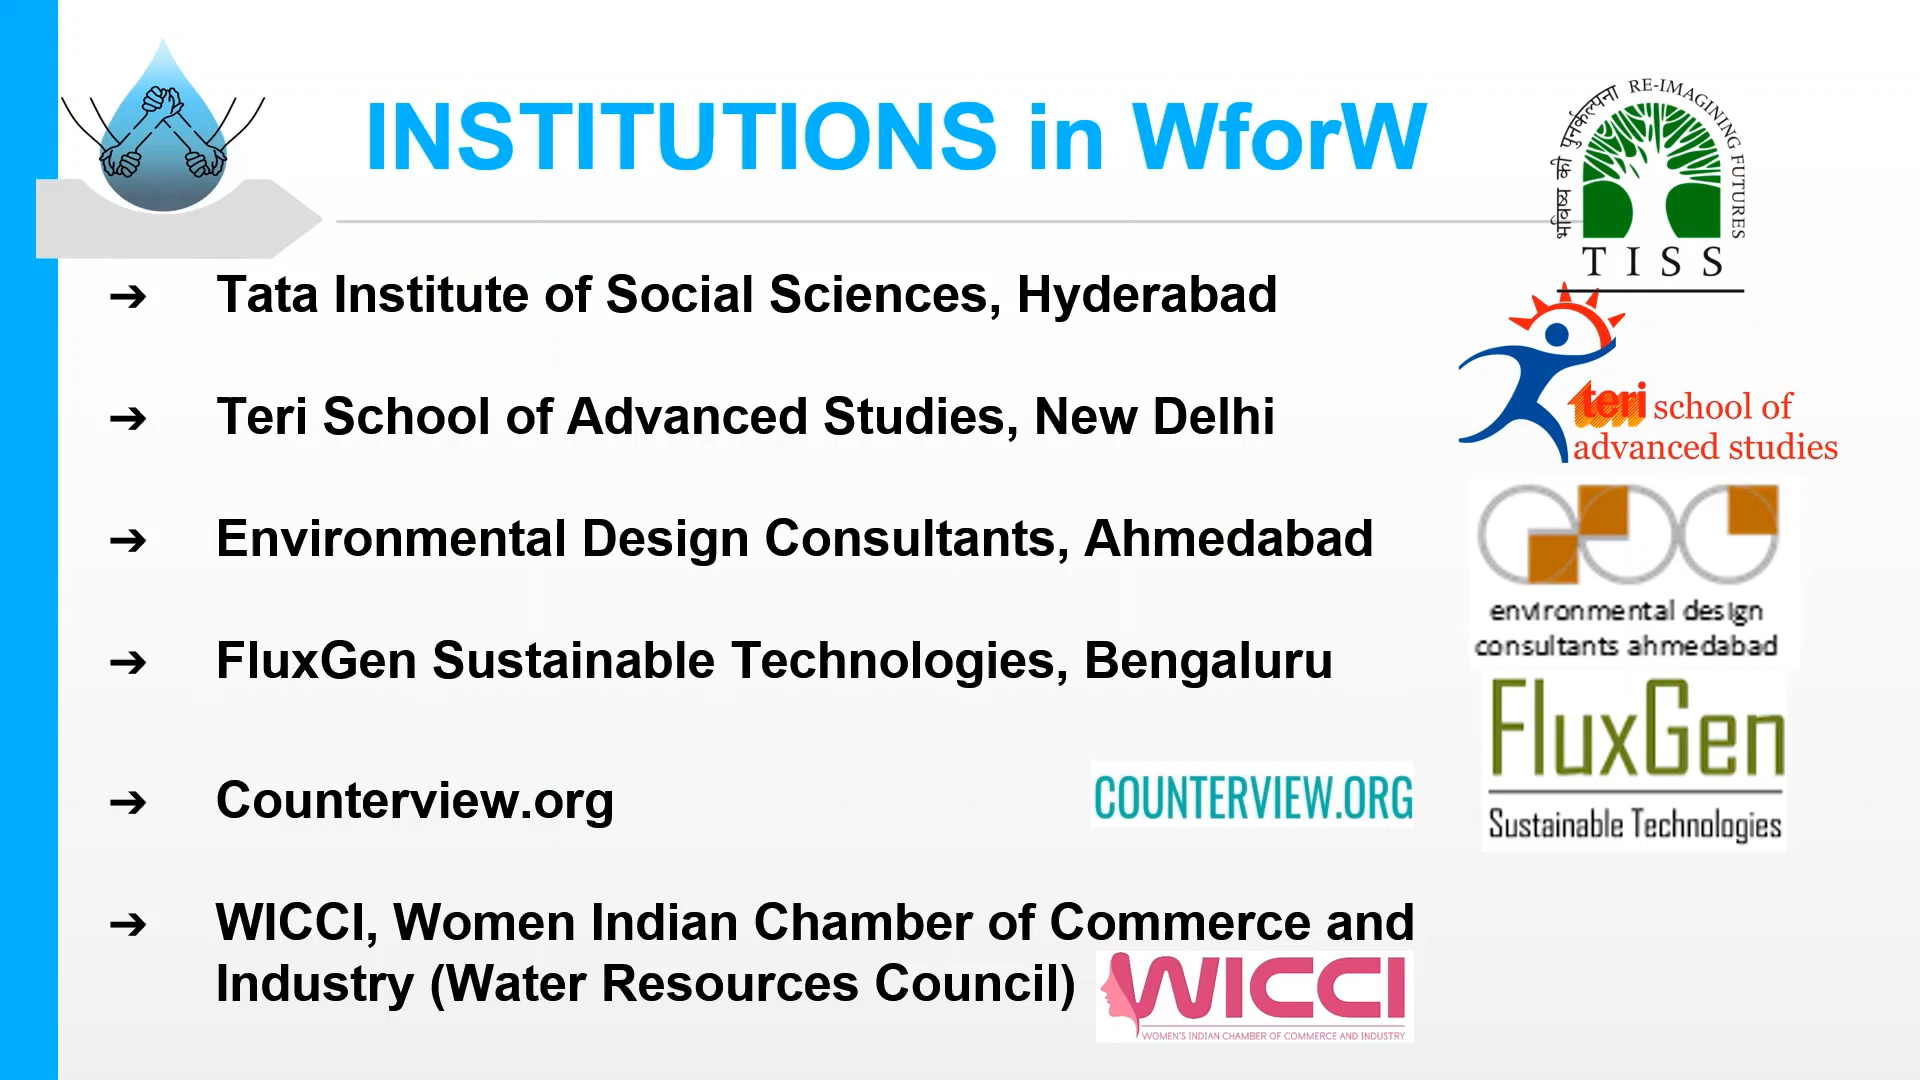 INSTITUTIONS in WforW
भविष्य की पुनर्कल्पना RE-IMAGINING FUTURES
TISS
➔ Tata Institute of Social Sciences, Hyderabad
➔ Teri School of Advanced Studies, New Delhi
teri school of
advanced studies
➔ Environmental Design Consultants, Ahmedabad
environmental design
consultants ahmedabad
➔ FluxGen Sustainable Technologies, Bengaluru
FluxGen
Sustainable Technologies
➔ Counterview.org
COUNTERVIEW.ORG
➔ WICCI, Women Indian Chamber of Commerce and
Industry (Water Resources Council)
WICCI
WOMEN'S INDIAN CHAMBER OF COMMERCE AND INDUSTRY